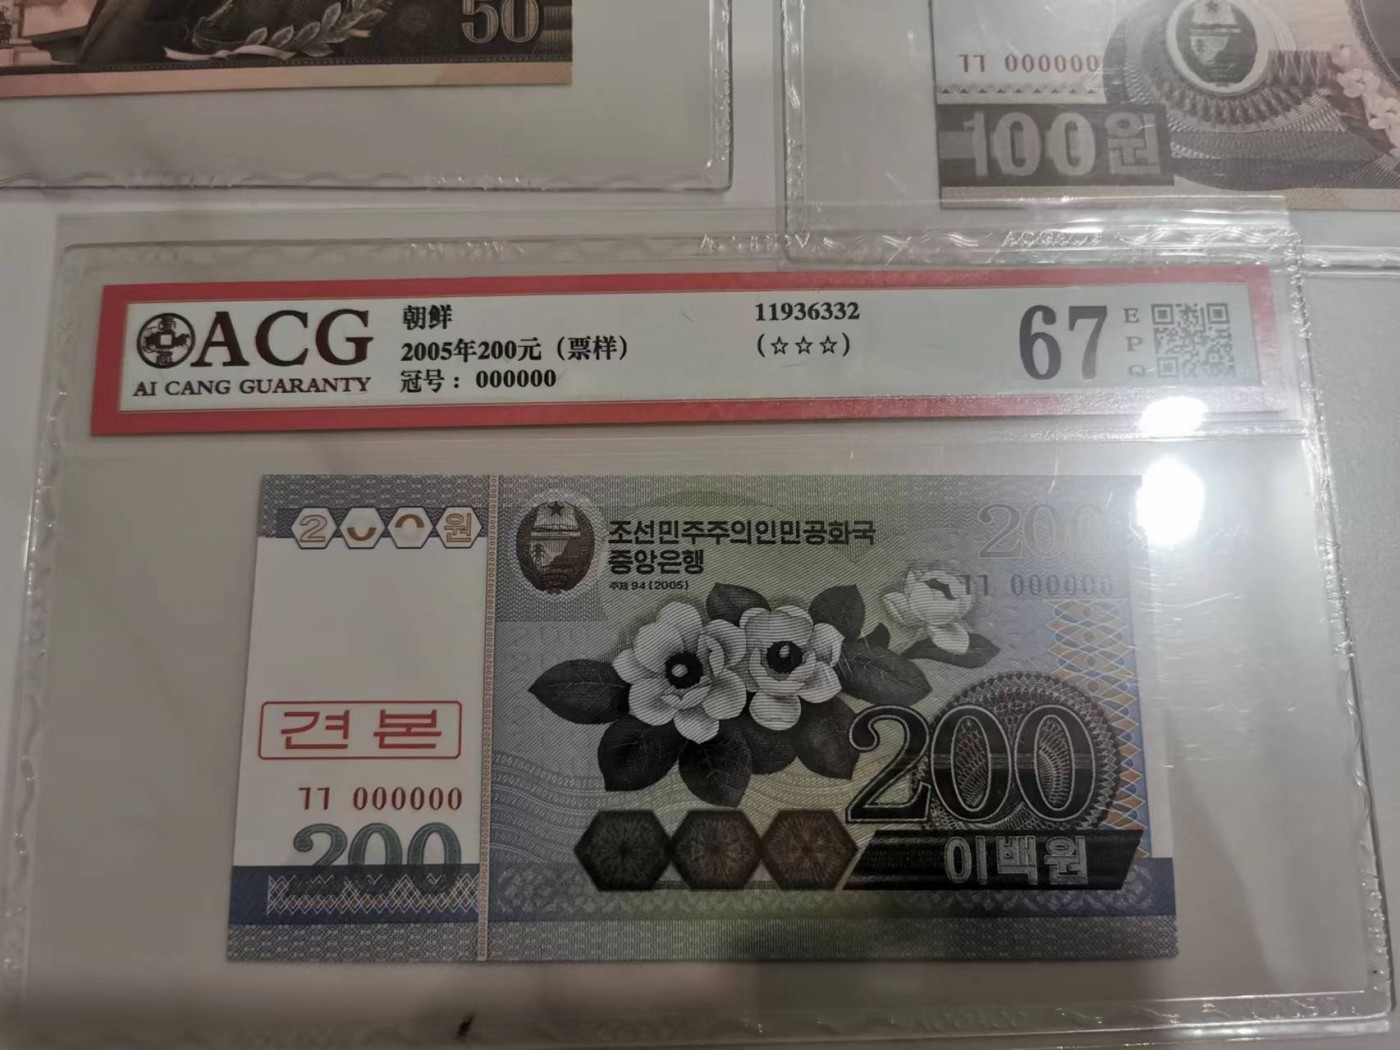 50
ㄱㄱ 000000
100원
ACG
AI CANG GUARANTY
朝鲜
2005年200元（票样）
冠号：000000
11936332
(☆☆☆)
67
EPQ
200원
조선민주주의인민공화국
중앙은행
주체94(2005)
200
ㄱㄱ 000000
견본
ㄱㄱ 000000
200
200
이백원